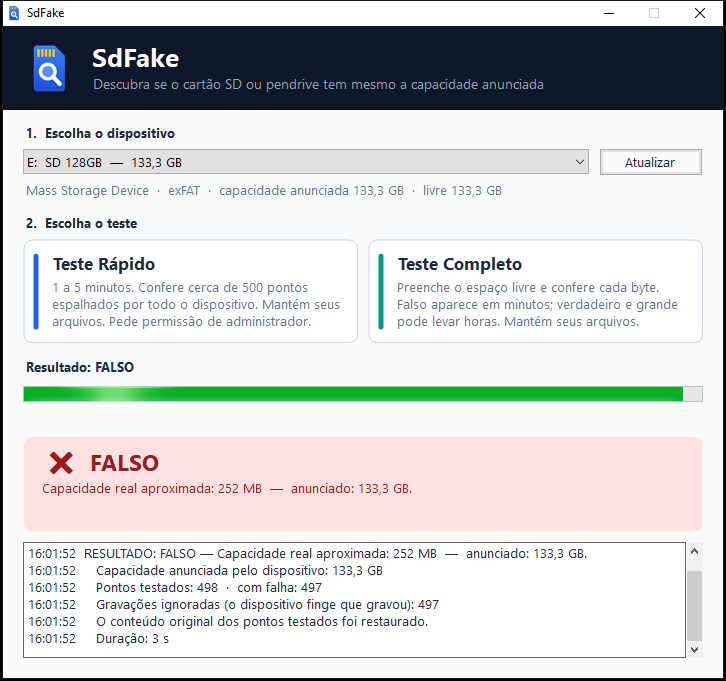 SdFake
SdFake
Descubra se o cartão SD ou pendrive tem mesmo a capacidade anunciada
1. Escolha o dispositivo
E: SD 128GB — 133,3 GB
Atualizar
Mass Storage Device · exFAT · capacidade anunciada 133,3 GB · livre 133,3 GB
2. Escolha o teste
Teste Rápido
1 a 5 minutos. Confere cerca de 500 pontos
espalhados por todo o dispositivo. Mantém seus
arquivos. Pede permissão de administrador.
Teste Completo
Preenche o espaço livre e confere cada byte.
Falso aparece em minutos; verdadeiro e grande
pode levar horas. Mantém seus arquivos.
Resultado: FALSO
FALSO
Capacidade real aproximada: 252 MB — anunciado: 133,3 GB.
16:01:52 RESULTADO: FALSO — Capacidade real aproximada: 252 MB — anunciado: 133,3 GB.
16:01:52 Capacidade anunciada pelo dispositivo: 133,3 GB
16:01:52 Pontos testados: 498 · com falha: 497
16:01:52 Gravações ignoradas (o dispositivo finge que gravou): 497
16:01:52 O conteúdo original dos pontos testados foi restaurado.
16:01:52 Duração: 3 s